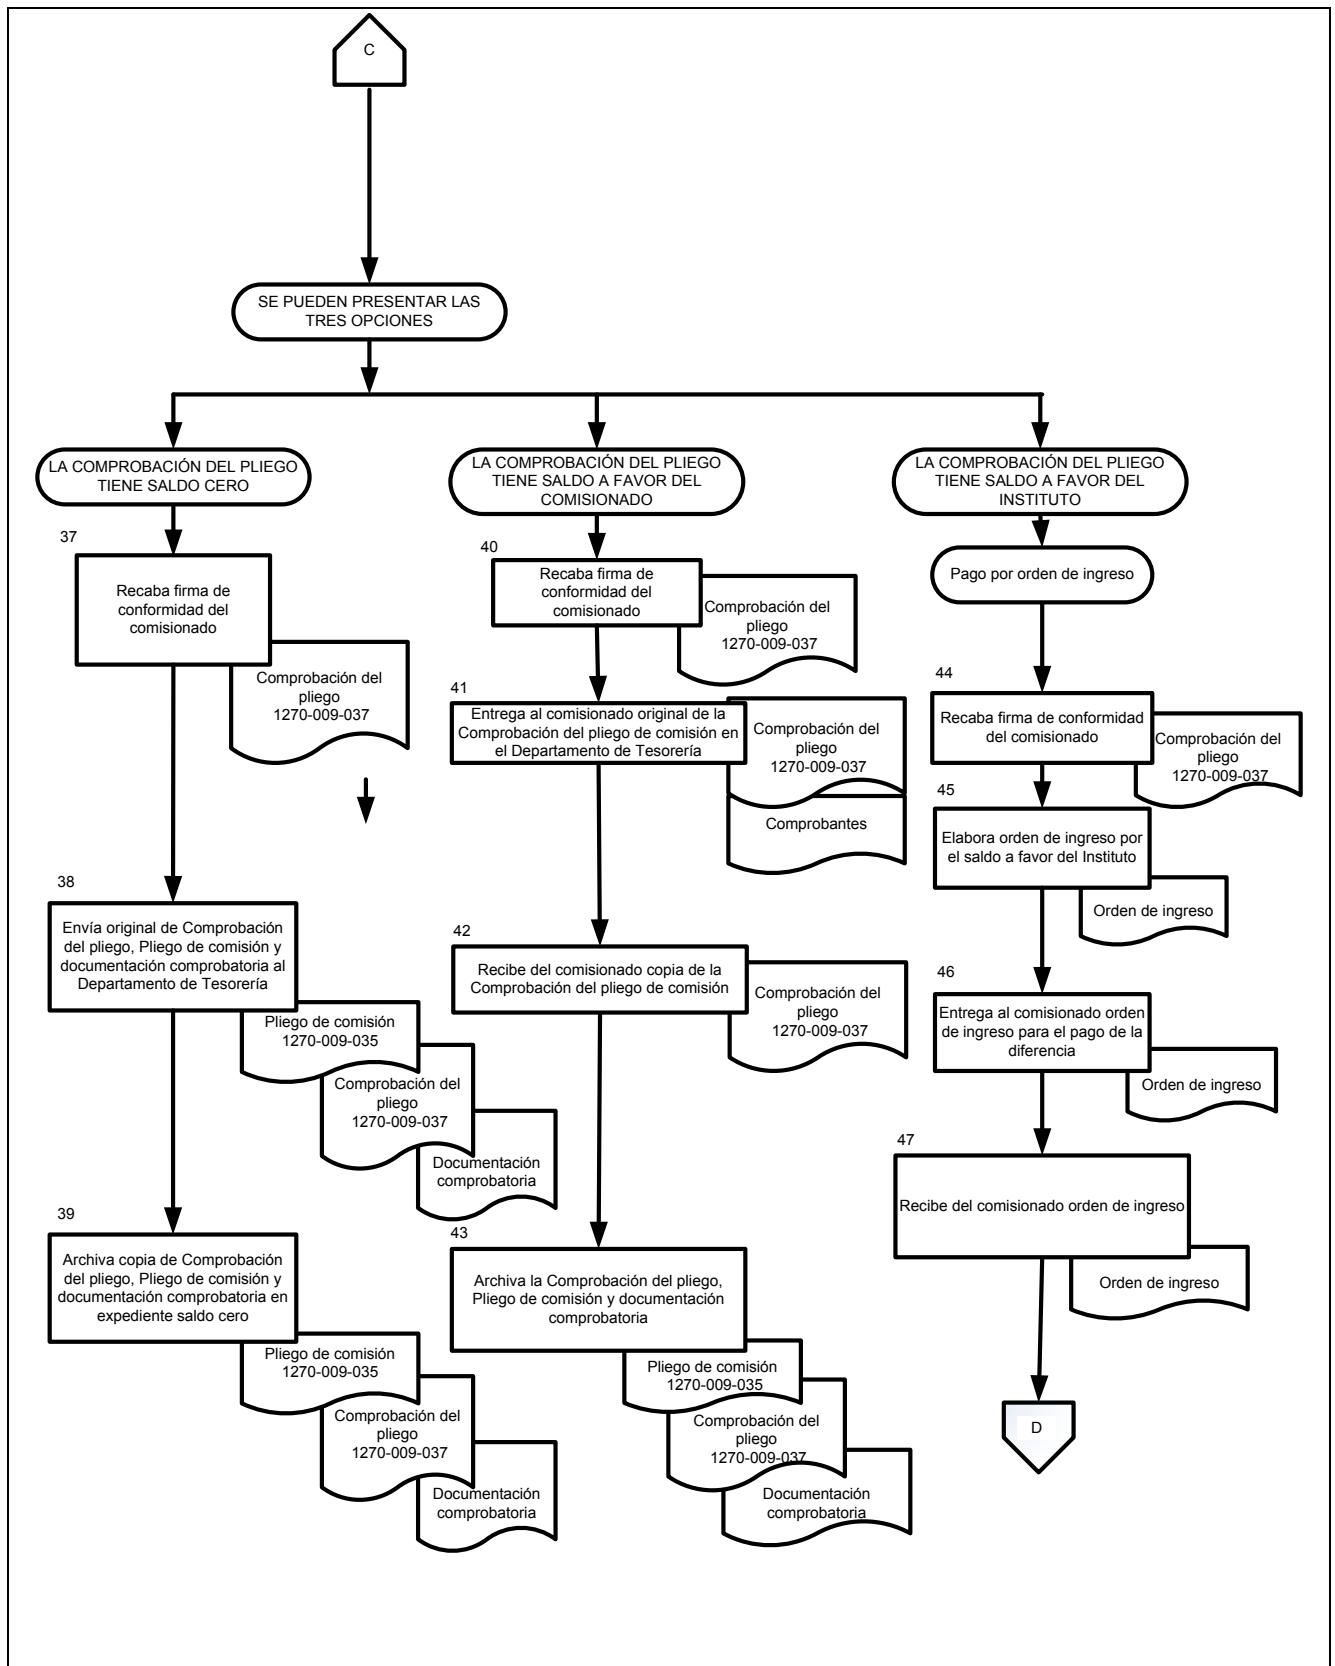 C
SE PUEDEN PRESENTAR LAS
TRES OPCIONES
LA COMPROBACIÓN DEL PLIEGO
TIENE SALDO CERO
37
Recaba firma de
conformidad del
comisionado
Comprobación del
pliego
1270-009-037
38
Envía original de Comprobación
del pliego, Pliego de comisión y
documentación comprobatoria al
Departamento de Tesorería
Pliego de comisión
1270-009-035
Comprobación del
pliego
1270-009-037
Documentación
comprobatoria
39
Archiva copia de Comprobación
del pliego, Pliego de comisión y
documentación comprobatoria en
expediente saldo cero
Pliego de comisión
1270-009-035
Comprobación del
pliego
1270-009-037
Documentación
comprobatoria
LA COMPROBACIÓN DEL PLIEGO
TIENE SALDO A FAVOR DEL
COMISIONADO
40
Recaba firma de
conformidad del
comisionado
Comprobación del
pliego
1270-009-037
41
Entrega al comisionado original de la
Comprobación del pliego de comisión en
el Departamento de Tesorería
Comprobación del
pliego
1270-009-037
Comprobantes
42
Recibe del comisionado copia de la
Comprobación del pliego de comisión
Comprobación del
pliego
1270-009-037
43
Archiva la Comprobación del pliego,
Pliego de comisión y documentación
comprobatoria
Pliego de comisión
1270-009-035
Comprobación del
pliego
1270-009-037
Documentación
comprobatoria
LA COMPROBACIÓN DEL PLIEGO
TIENE SALDO A FAVOR DEL
INSTITUTO
Pago por orden de ingreso
44
Recaba firma de conformidad
del comisionado
Comprobación del
pliego
1270-009-037
45
Elabora orden de ingreso por
el saldo a favor del Instituto
Orden de ingreso
46
Entrega al comisionado orden
de ingreso para el pago de la
diferencia
Orden de ingreso
47
Recibe del comisionado orden de ingreso
Orden de ingreso
D